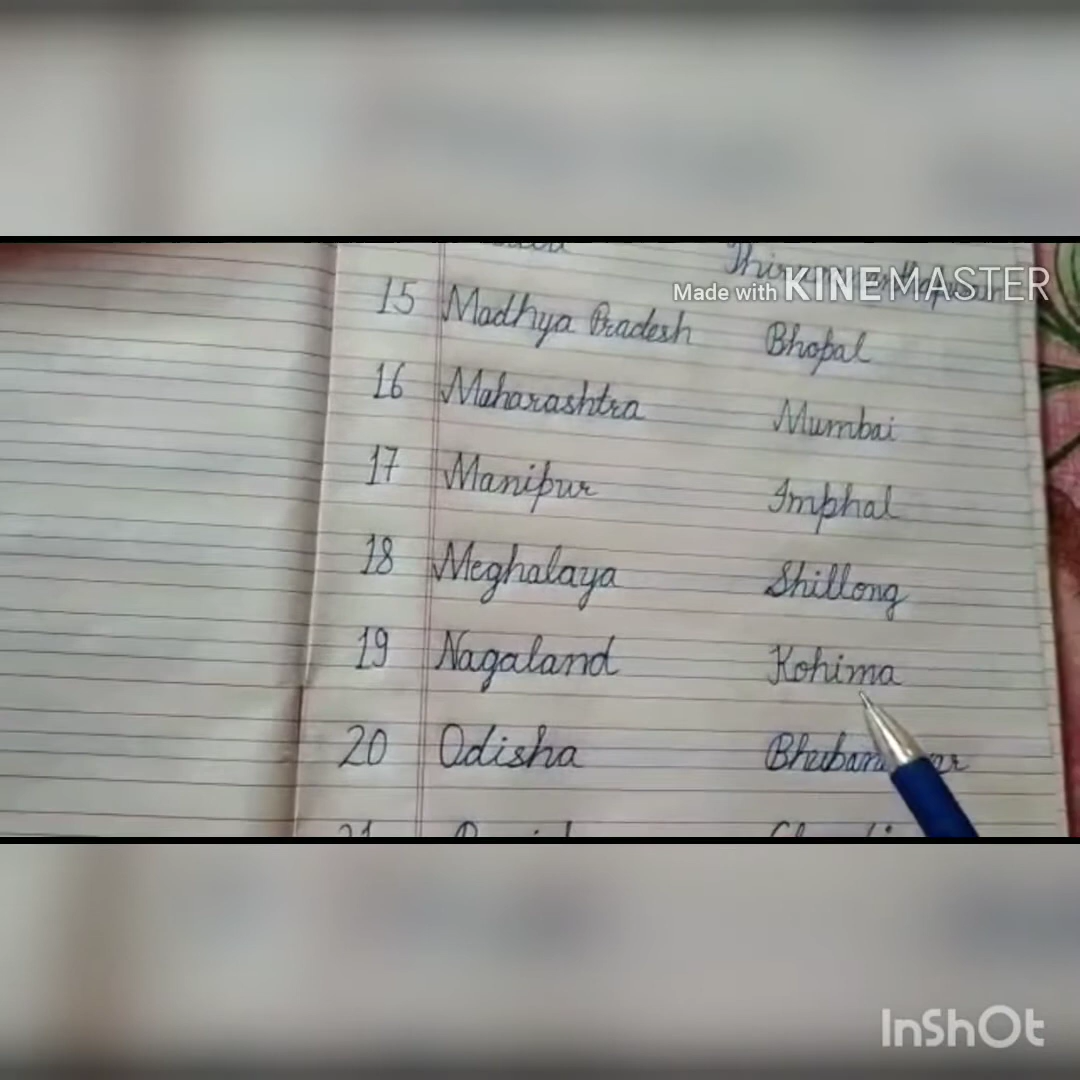 Made with KINEMASTER
15 Madhya Pradesh Bhopal
16 Maharashtra Mumbai
17 Manipur Imphal
18 Meghalaya Shillong
19 Nagaland Kohima
20 Odisha
InShOt